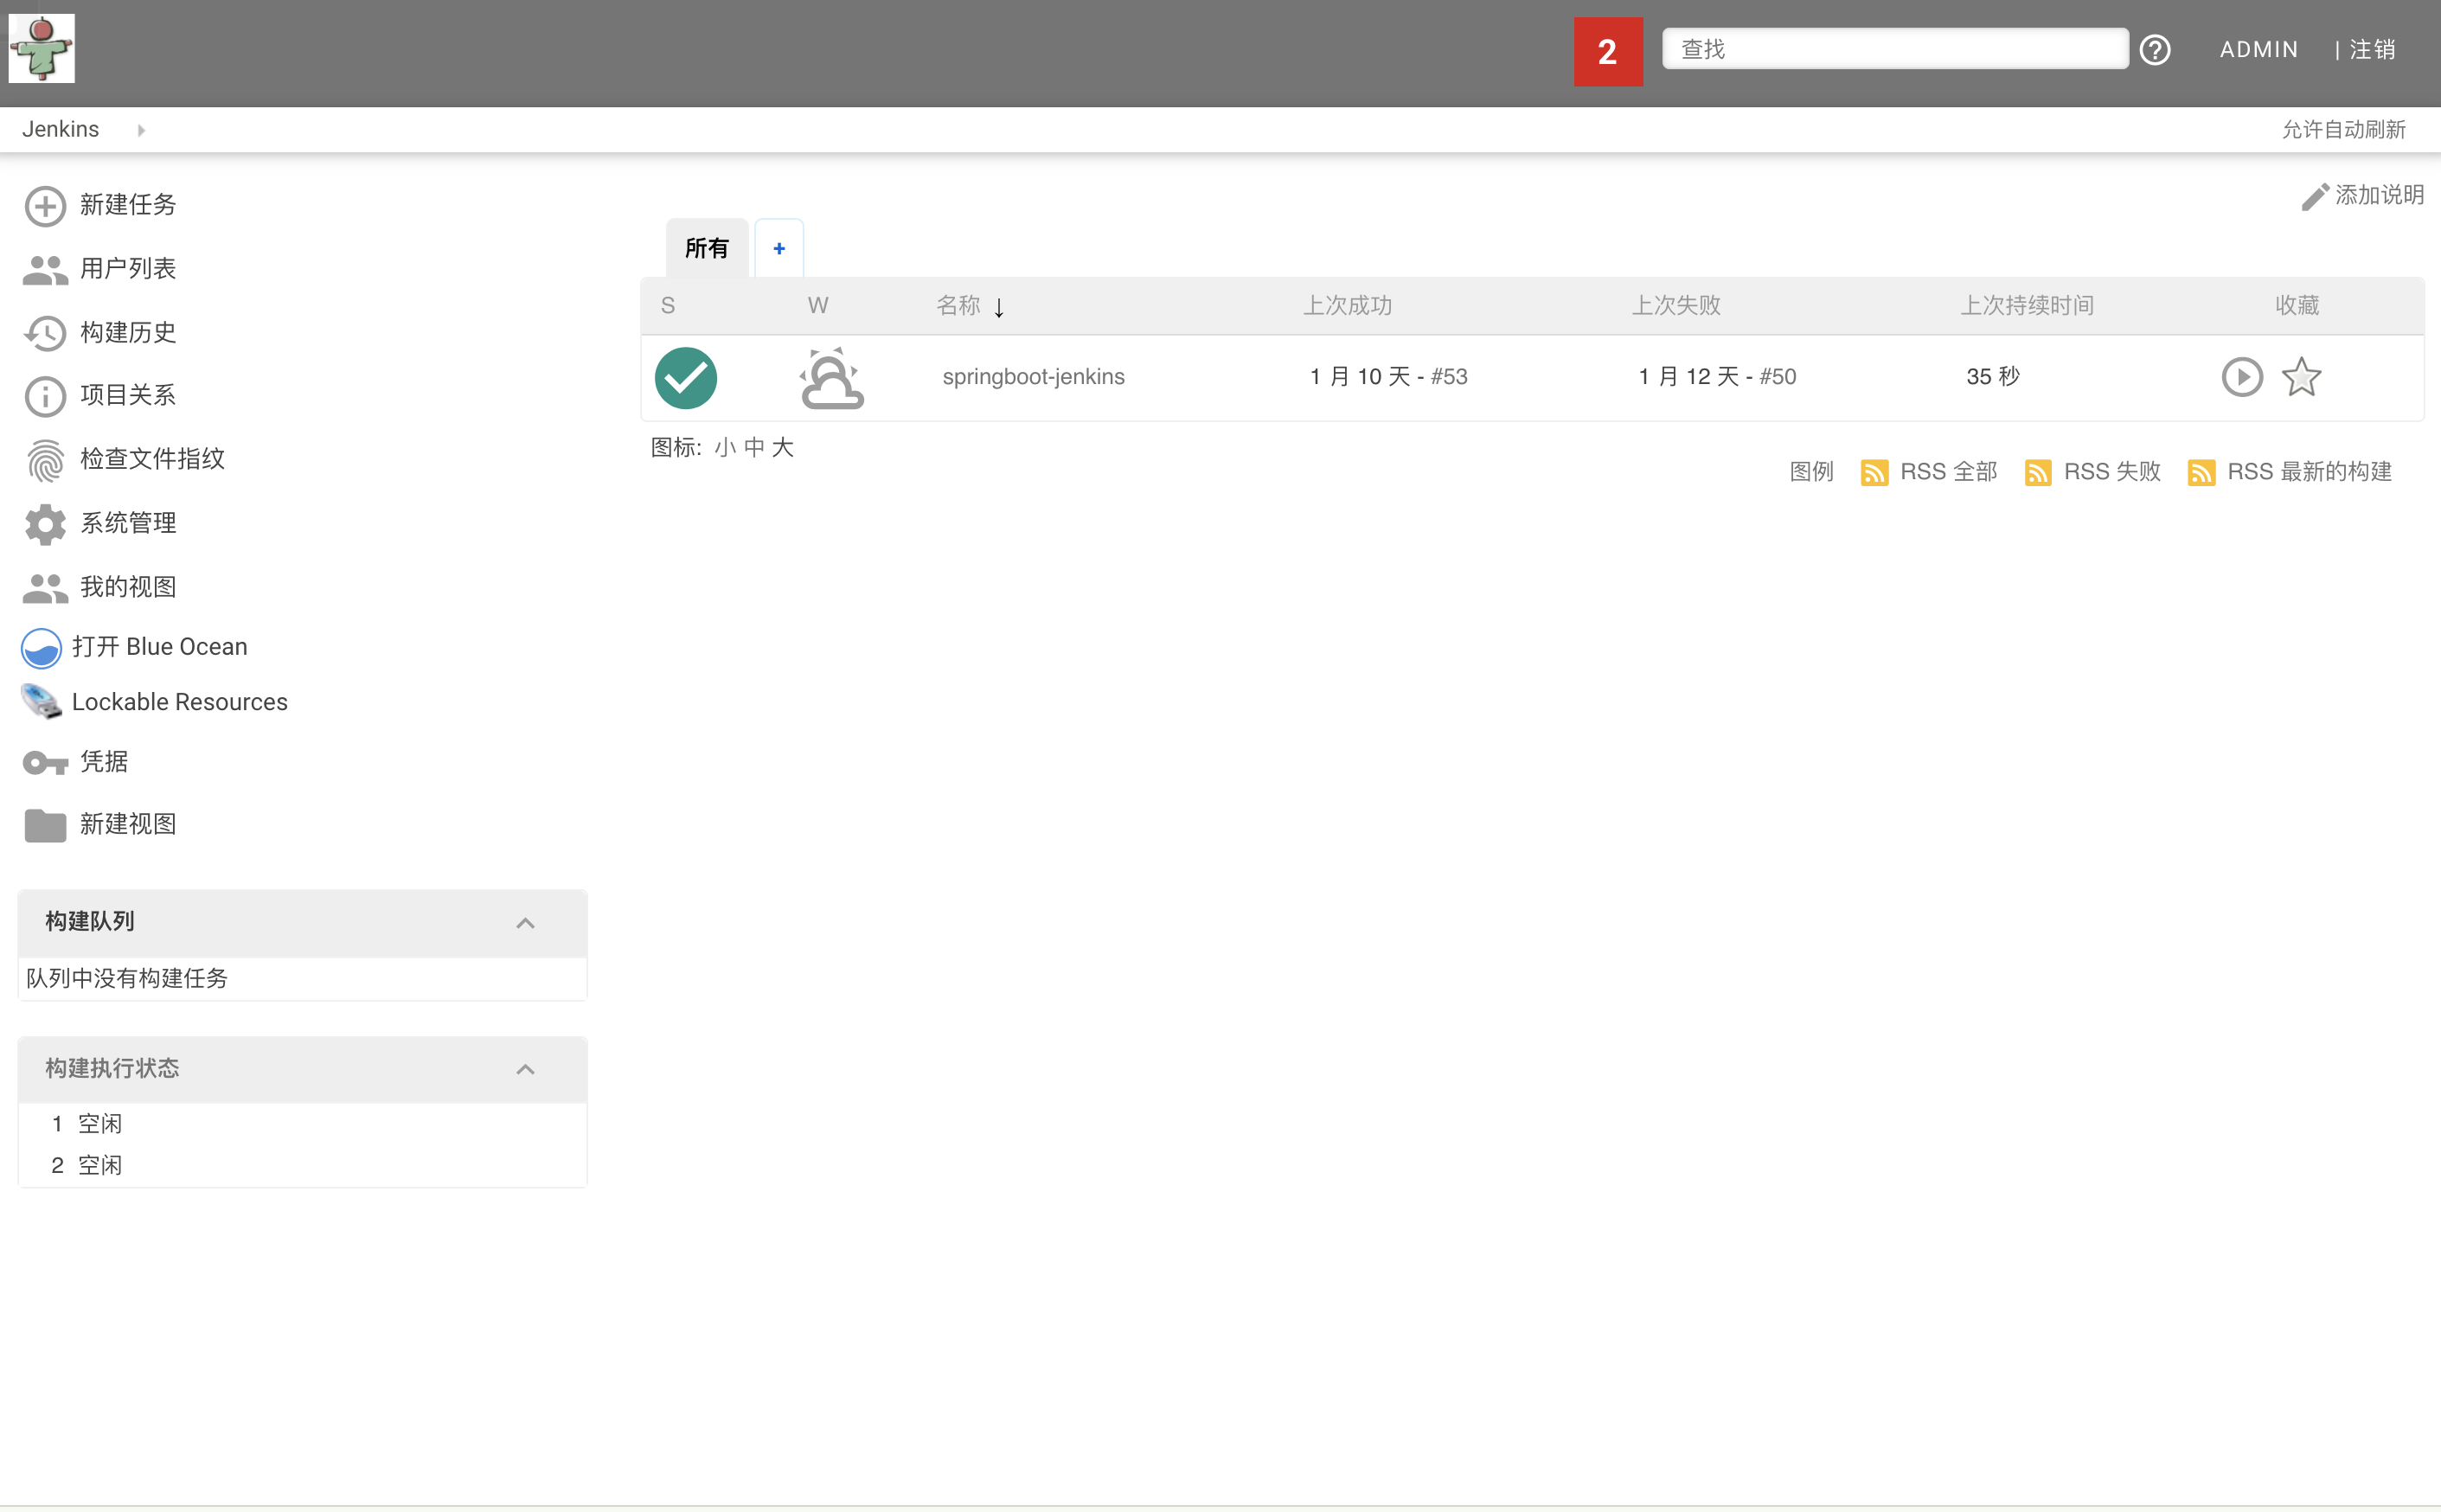 2 查找 ADMIN | 注销
Jenkins 允许自动刷新
新建任务
用户列表
构建历史
项目关系
检查文件指纹
系统管理
我的视图
打开 Blue Ocean
Lockable Resources
凭据
新建视图
构建队列
队列中没有构建任务
构建执行状态
1 空闲
2 空闲
添加说明
所有 +
S W 名称 ↓ 上次成功 上次失败 上次持续时间 收藏
springboot-jenkins 1 月 10 天 - #53 1 月 12 天 - #50 35 秒
图标: 小 中 大
图例 RSS 全部 RSS 失败 RSS 最新的构建